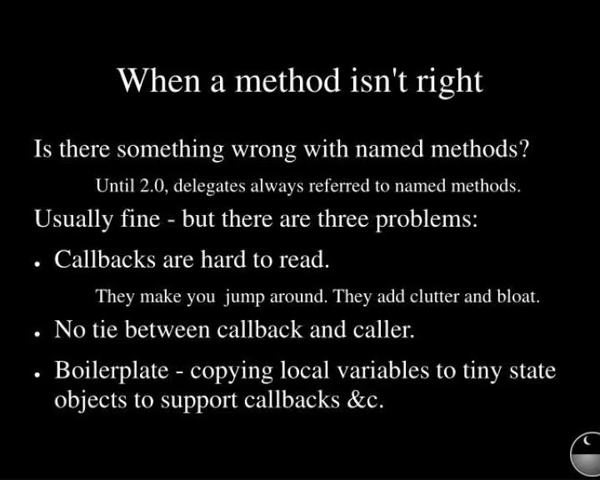 When a method isn't right
Is there something wrong with named methods?
Until 2.0, delegates always referred to named methods.
Usually fine - but there are three problems:
• Callbacks are hard to read.
They make you jump around. They add clutter and bloat.
• No tie between callback and caller.
• Boilerplate - copying local variables to tiny state
objects to support callbacks &c.